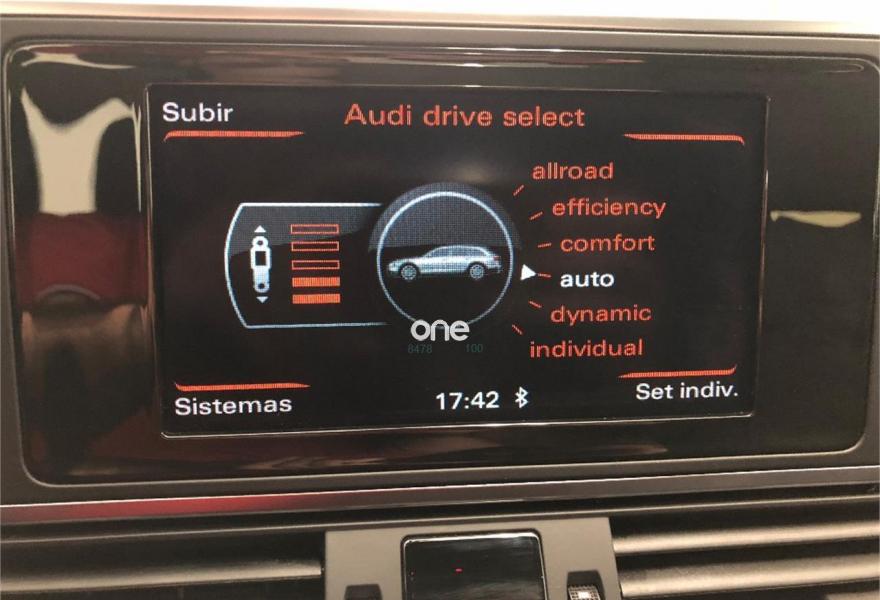 Subir
Audi drive select
allroad
efficiency
comfort
auto
dynamic
individual
one
8478 100
Sistemas
17:42
Set indiv.